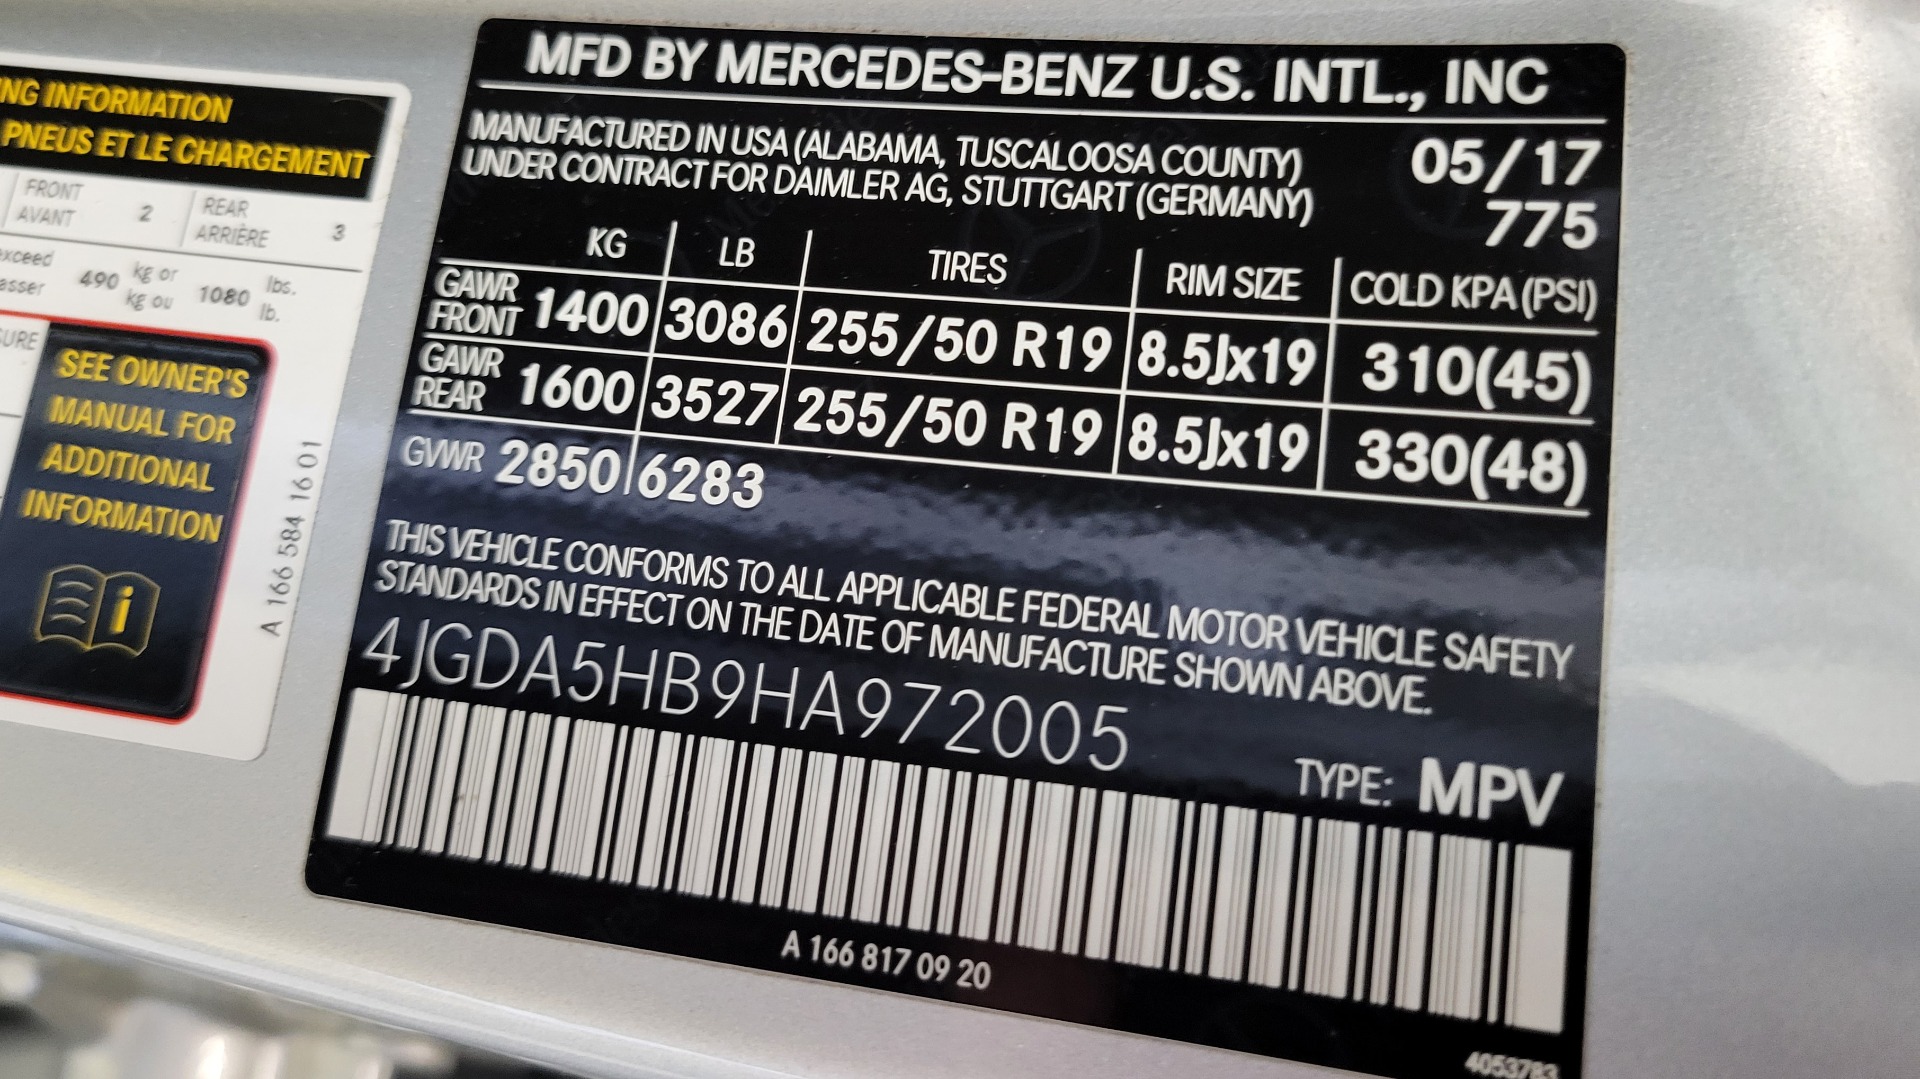 NG INFORMATION
PNEUS ET LE CHARGEMENT
FRONT
AVANT
2
REAR
ARRIÈRE
3
490
kg or
kg ou
1080
lbs.
lb.
SEE OWNER'S
MANUAL FOR
ADDITIONAL
INFORMATION
A 166 584 16 01
MFD BY MERCEDES-BENZ U.S. INTL., INC
MANUFACTURED IN USA (ALABAMA, TUSCALOOSA COUNTY)
UNDER CONTRACT FOR DAIMLER AG, STUTTGART (GERMANY)
05/17
775
KG LB TIRES RIM SIZE COLD KPA (PSI)
GAWR FRONT 1400 3086 255/50 R19 8.5Jx19 310(45)
GAWR REAR 1600 3527 255/50 R19 8.5Jx19 330(48)
GVWR 2850 6283
THIS VEHICLE CONFORMS TO ALL APPLICABLE FEDERAL MOTOR VEHICLE SAFETY
STANDARDS IN EFFECT ON THE DATE OF MANUFACTURE SHOWN ABOVE.
4JGDA5HB9HA972005
TYPE: MPV
A 166 817 09 20
4053783